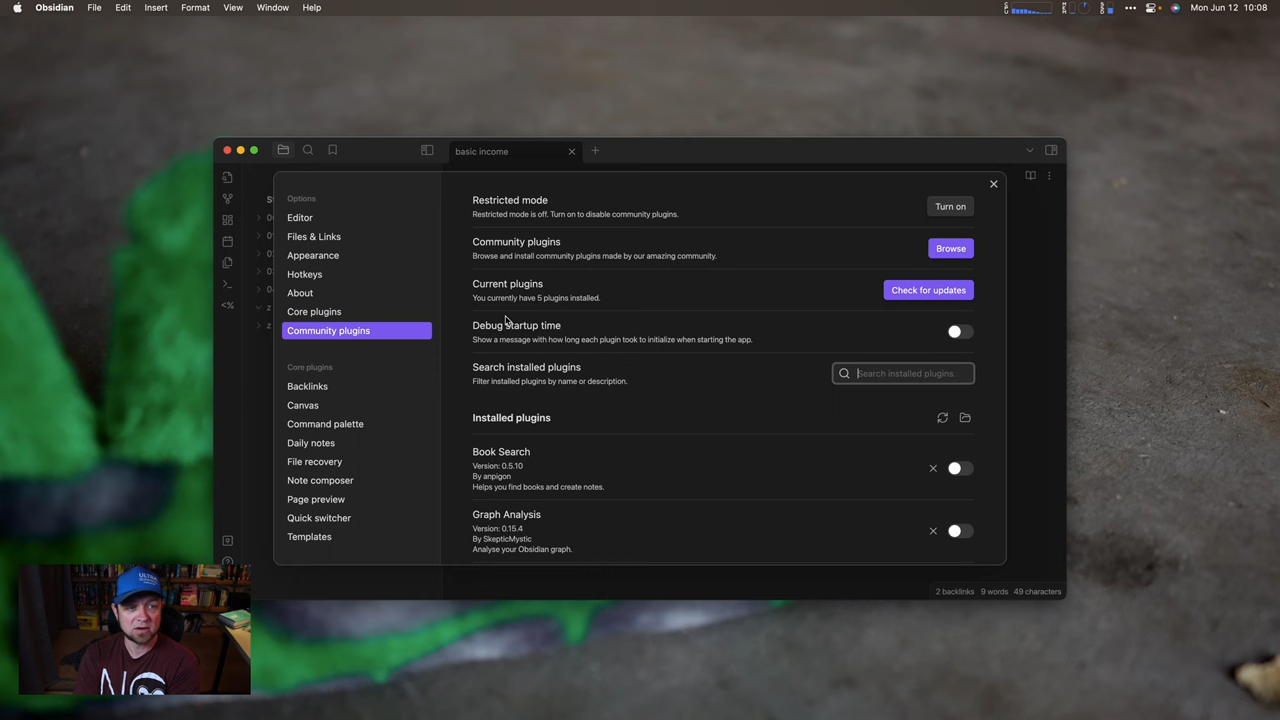 Obsidian File Edit Insert Format View Window Help
Mon Jun 12 10:08
basic income
Options
Editor
Files & Links
Appearance
Hotkeys
About
Core plugins
Community plugins
Core plugins
Backlinks
Canvas
Command palette
Daily notes
File recovery
Note composer
Page preview
Quick switcher
Templates
Restricted mode
Restricted mode is off. Turn on to disable community plugins.
Turn on
Community plugins
Browse and install community plugins made by our amazing community.
Browse
Current plugins
You currently have 5 plugins installed.
Check for updates
Debug startup time
Show a message with how long each plugin took to initialize when starting the app.
Search installed plugins
Filter installed plugins by name or description.
Search installed plugins
Installed plugins
Book Search
Version: 0.5.10
By anpigon
Helps you find books and create notes.
Graph Analysis
Version: 0.15.4
By SkepticMystic
Analyse your Obsidian graph.
2 backlinks 9 words 49 characters
ULTRA